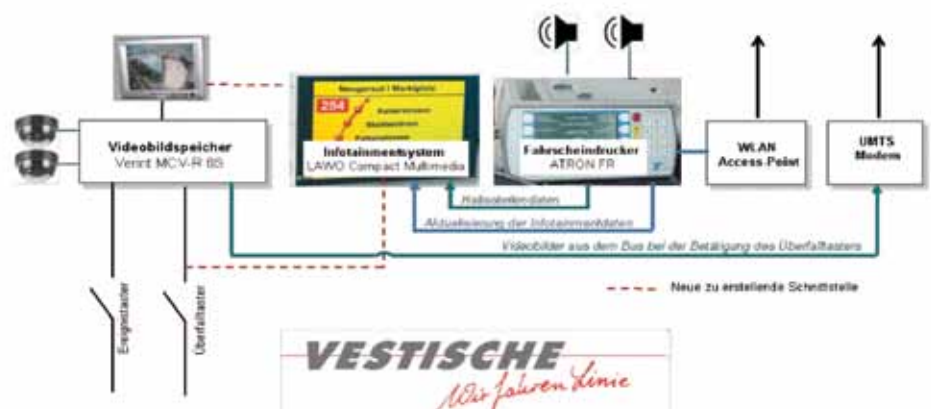 254
Videobildspeicher
Verint MCV-R 8S
Infotainmentsystem
LAWO Compact Multimedia
Fahrscheindrucker
ATRON FR
WLAN
Access-Point
UMTS
Modem
Haltestellendaten
Aktualisierung der Infotainmentdaten
Videobilder aus dem Bus bei der Betätigung des Überfalltasters
Neue zu erstellende Schnittstelle
Ereignistaster
Überfalltaster
VESTISCHE
Wir fahren Linie